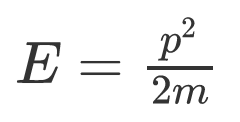 E = p²/2m